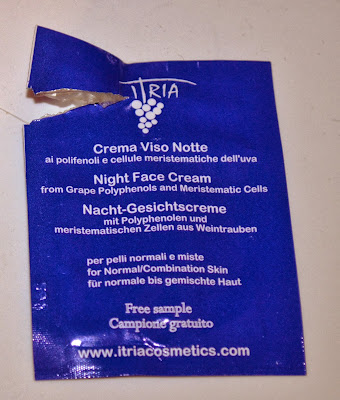 ITRIA
Crema Viso Notte
ai polifenoli e cellule meristematiche dell'uva
Night Face Cream
from Grape Polyphenols and Meristematic Cells
Nacht-Gesichtscreme
mit Polyphenolen und
meristematischen Zellen aus Weintrauben
per pelli normali e miste
for Normal/Combination Skin
für normale bis gemischte Haut
Free sample
Campione gratuito
www.itriacosmetics.com